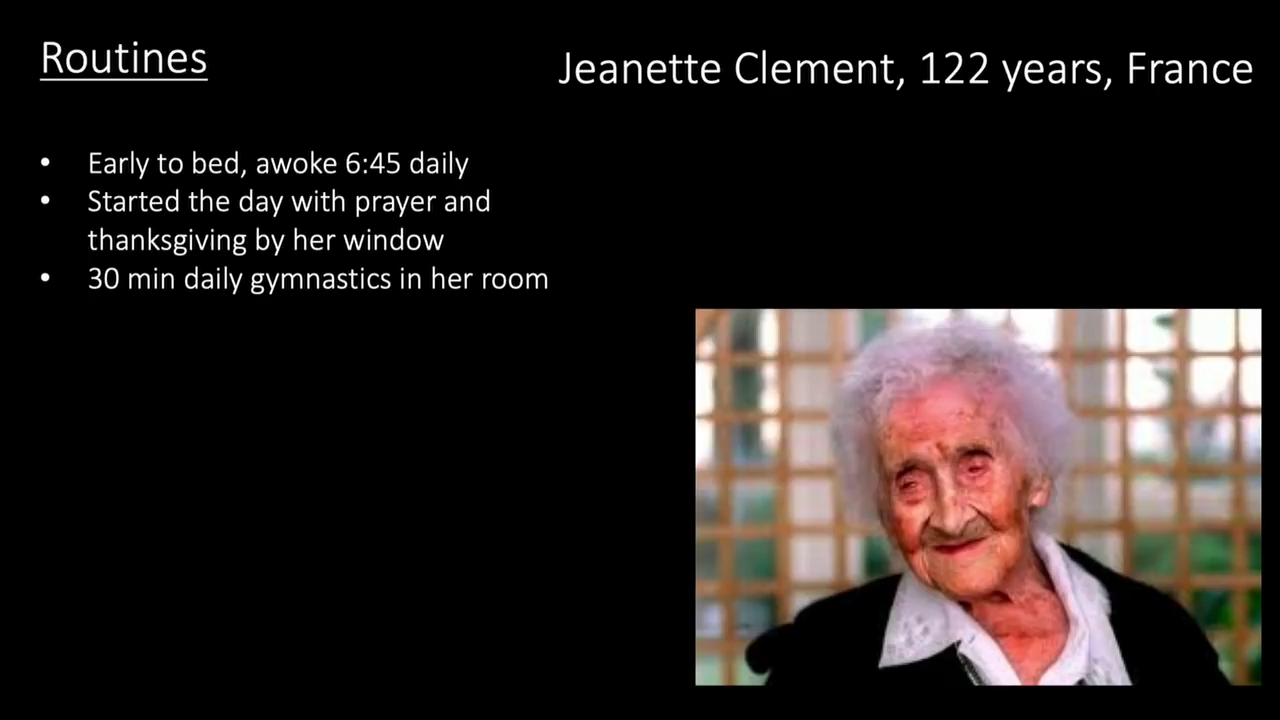 Routines
Jeanette Clement, 122 years, France
• Early to bed, awoke 6:45 daily
• Started the day with prayer and
thanksgiving by her window
• 30 min daily gymnastics in her room